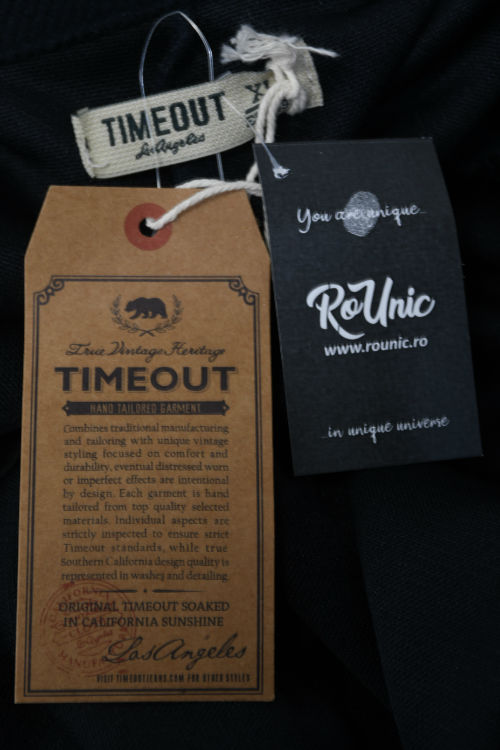 TIMEOUT
Los Angeles
You are unique...
RoUnic
www.rounic.ro
...in unique universe
True Vintage Heritage
TIMEOUT
HAND TAILORED GARMENT
Combines traditional manufacturing
and tailoring with unique vintage
styling focused on comfort and
durability, eventual distressed worn
or imperfect effects are intentional
by design. Each garment is hand
tailored from top quality selected
materials. Individual aspects are
strictly inspected to ensure strict
Timeout standards, while true
Southern California design quality is
represented in washes and detailing.
ORIGINAL TIMEOUT SOAKED
IN CALIFORNIA SUNSHINE
Los Angeles